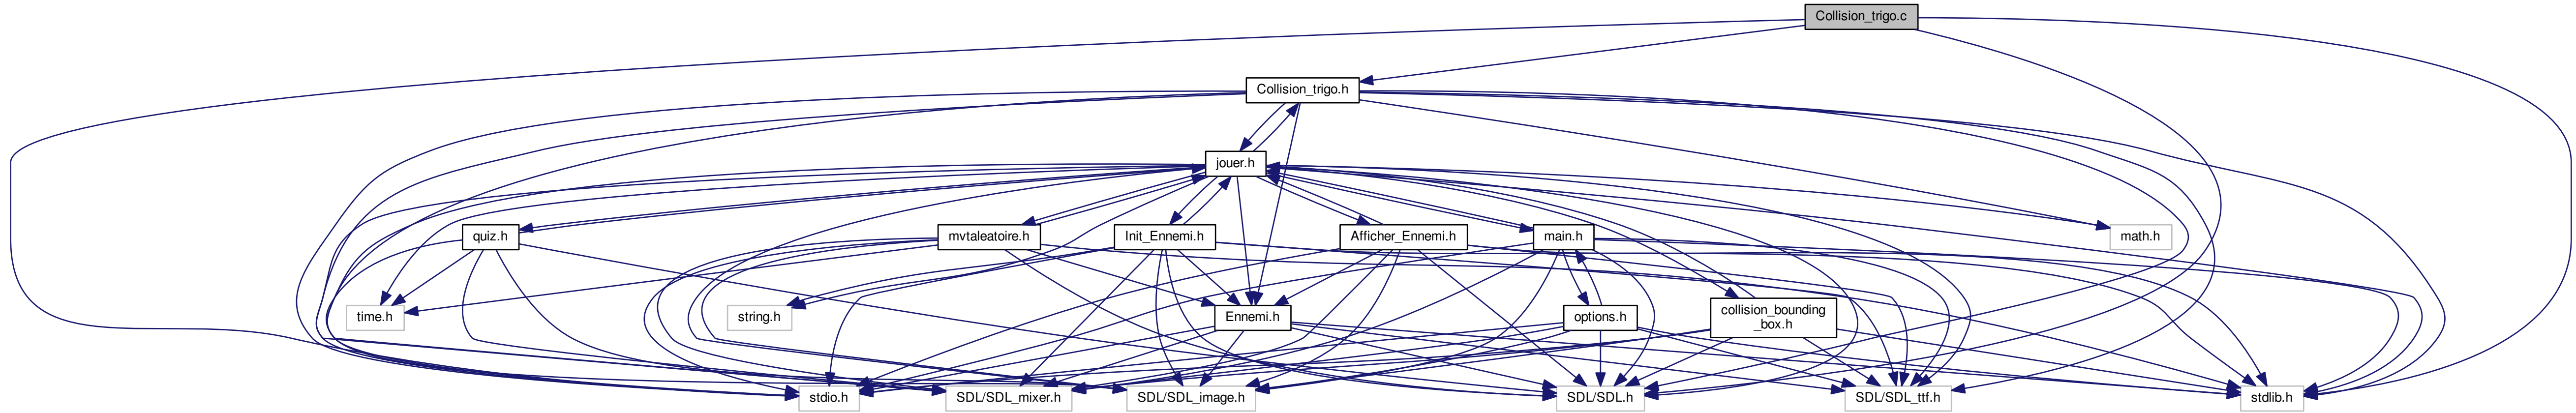 Collision_trigo.c
Collision_trigo.h
jouer.h
quiz.h
mvtaleatoire.h
Init_Ennemi.h
Afficher_Ennemi.h
main.h
math.h
time.h
string.h
Ennemi.h
options.h
collision_bounding
_box.h
stdio.h
SDL/SDL_mixer.h
SDL/SDL_image.h
SDL/SDL.h
SDL/SDL_ttf.h
stdlib.h